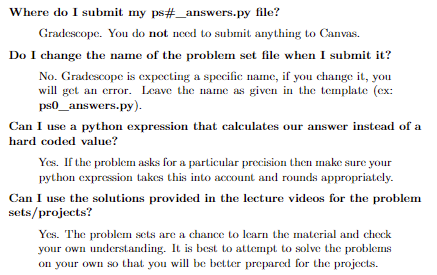 Where do I submit my ps#_answers.py file?
Gradescope. You do not need to submit anything to Canvas.
Do I change the name of the problem set file when I submit it?
No. Gradescope is expecting a specific name, if you change it, you
will get an error. Leave the name as given in the template (ex:
ps0_answers.py).
Can I use a python expression that calculates our answer instead of a
hard coded value?
Yes. If the problem asks for a particular precision then make sure your
python expression takes this into account and rounds appropriately.
Can I use the solutions provided in the lecture videos for the problem
sets/projects?
Yes. The problem sets are a chance to learn the material and check
your own understanding. It is best to attempt to solve the problems
on your own so that you will be better prepared for the projects.